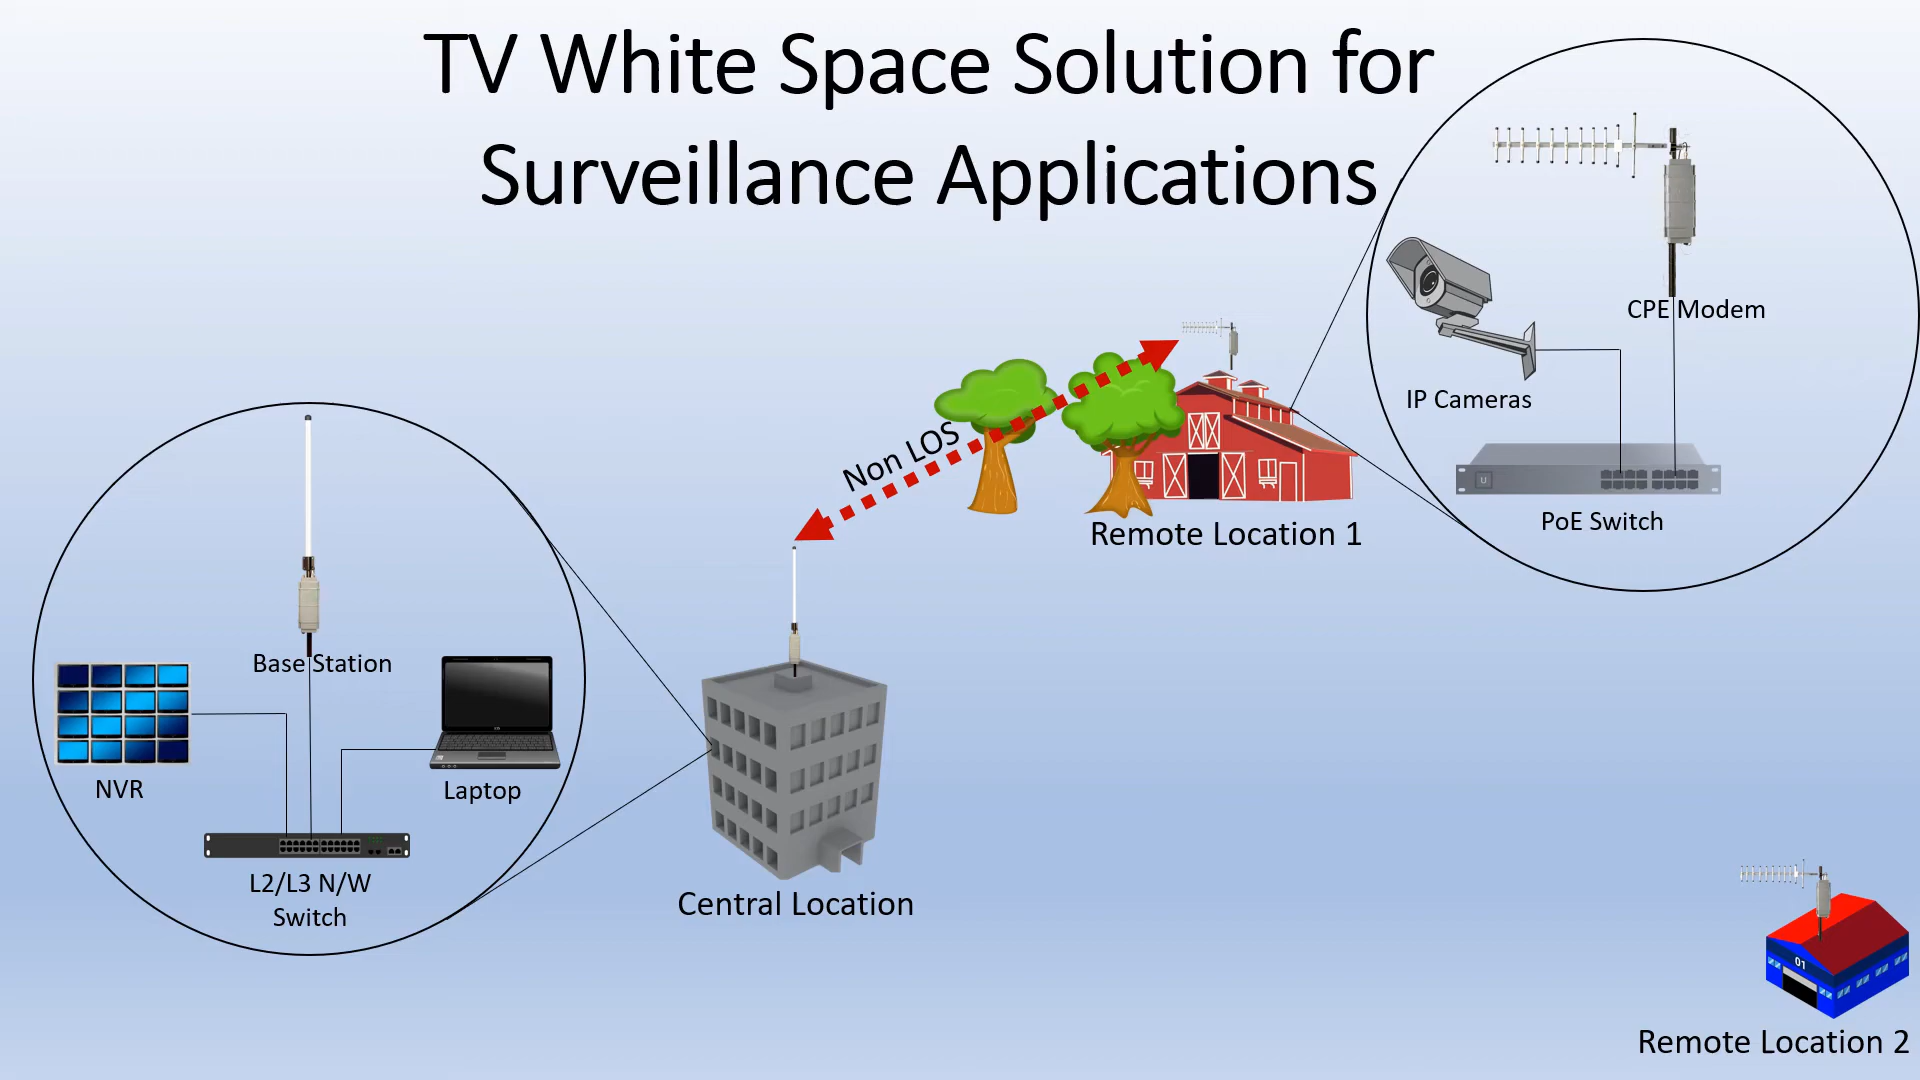 TV White Space Solution for
Surveillance Applications
CPE Modem
IP Cameras
U
PoE Switch
Non LOS
Remote Location 1
Base Station
NVR
Laptop
L2/L3 N/W
Switch
Central Location
01
Remote Location 2